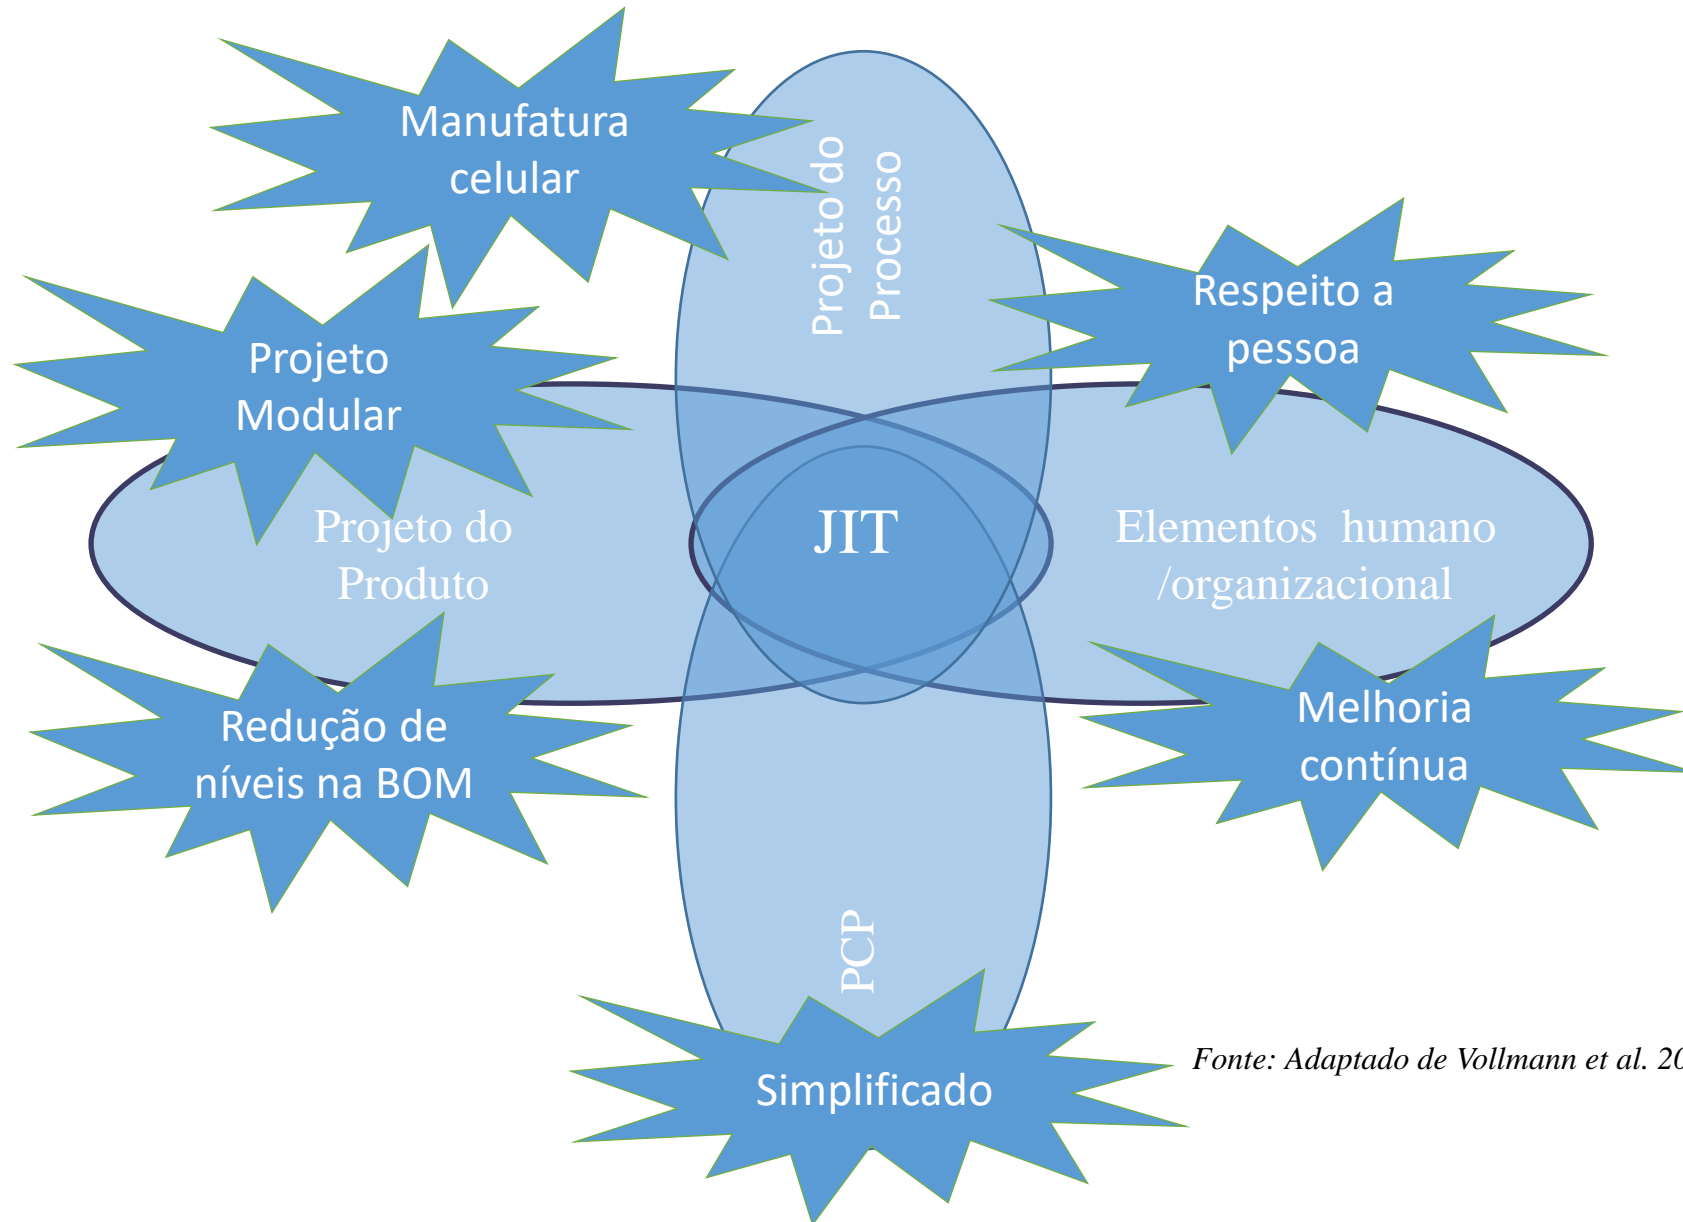 Manufatura
celular
Projeto do
Processo
Respeito a
pessoa
Projeto
Modular
Projeto do
Produto
JIT
Elementos humano
/organizacional
Redução de
níveis na BOM
Melhoria
contínua
PCP
Simplificado
Fonte: Adaptado de Vollmann et al.